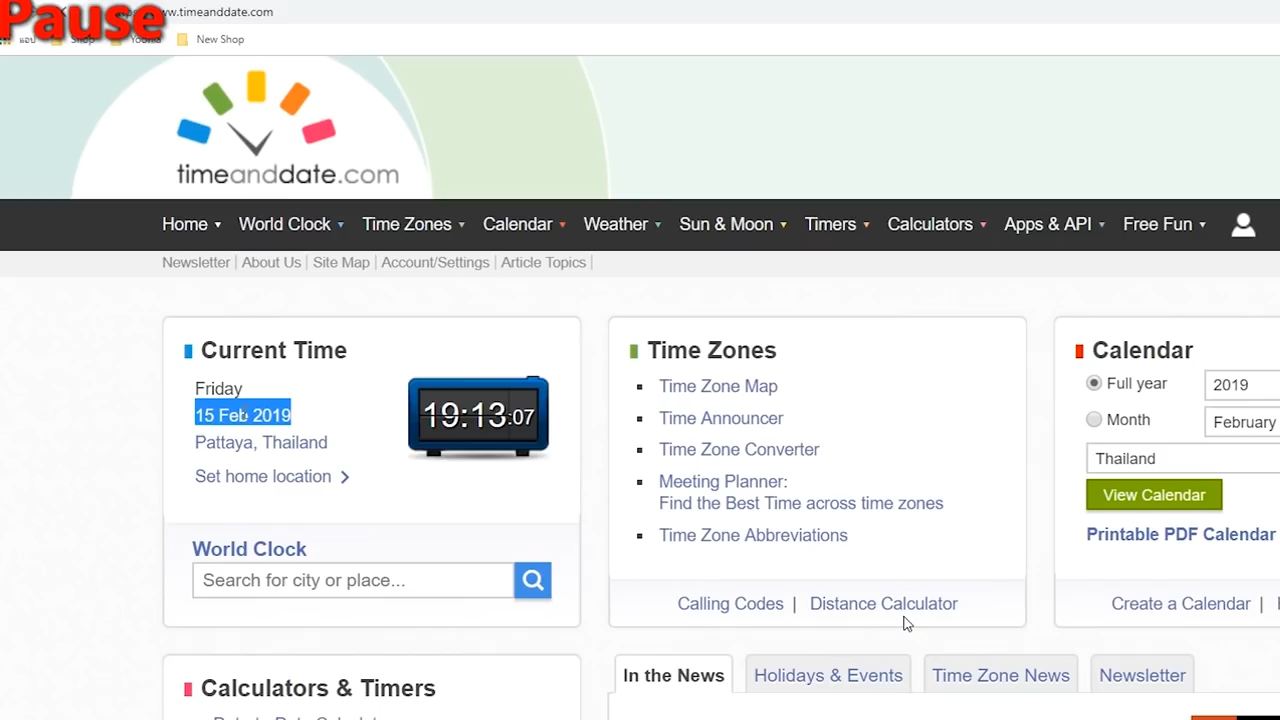 Pause
www.timeanddate.com
แอป
Shop
New Shop
timeanddate.com
Home
World Clock
Time Zones
Calendar
Weather
Sun & Moon
Timers
Calculators
Apps & API
Free Fun
Newsletter | About Us | Site Map | Account/Settings | Article Topics |
Current Time
Friday
15 Feb 2019
19:13:07
Pattaya, Thailand
Set home location
World Clock
Search for city or place...
Time Zones
Time Zone Map
Time Announcer
Time Zone Converter
Meeting Planner:
Find the Best Time across time zones
Time Zone Abbreviations
Calling Codes | Distance Calculator
Calendar
Full year
2019
Month
February
Thailand
View Calendar
Printable PDF Calendar
Create a Calendar |
Calculators & Timers
In the News
Holidays & Events
Time Zone News
Newsletter